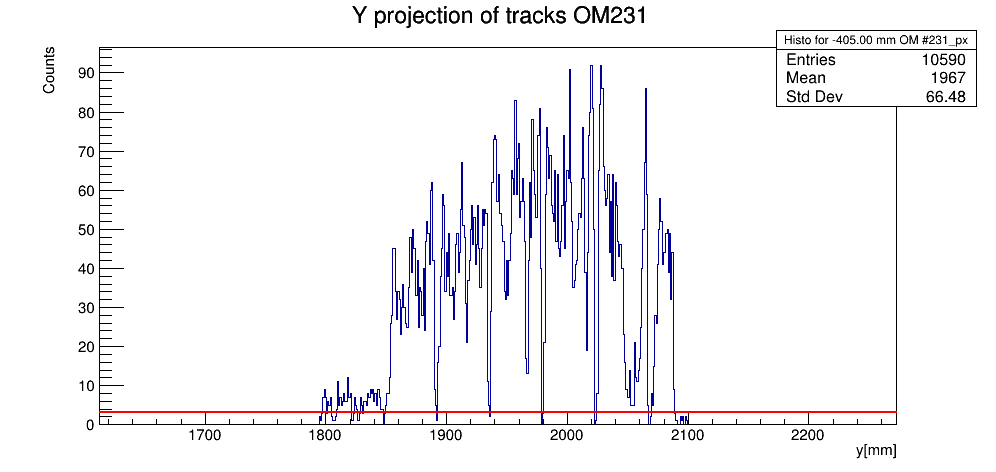 Y projection of tracks OM231
Histo for -405.00 mm OM #231_px
Entries 10590
Mean 1967
Std Dev 66.48
Counts
90
80
70
60
50
40
30
20
10
0
1700 1800 1900 2000 2100 2200
y[mm]